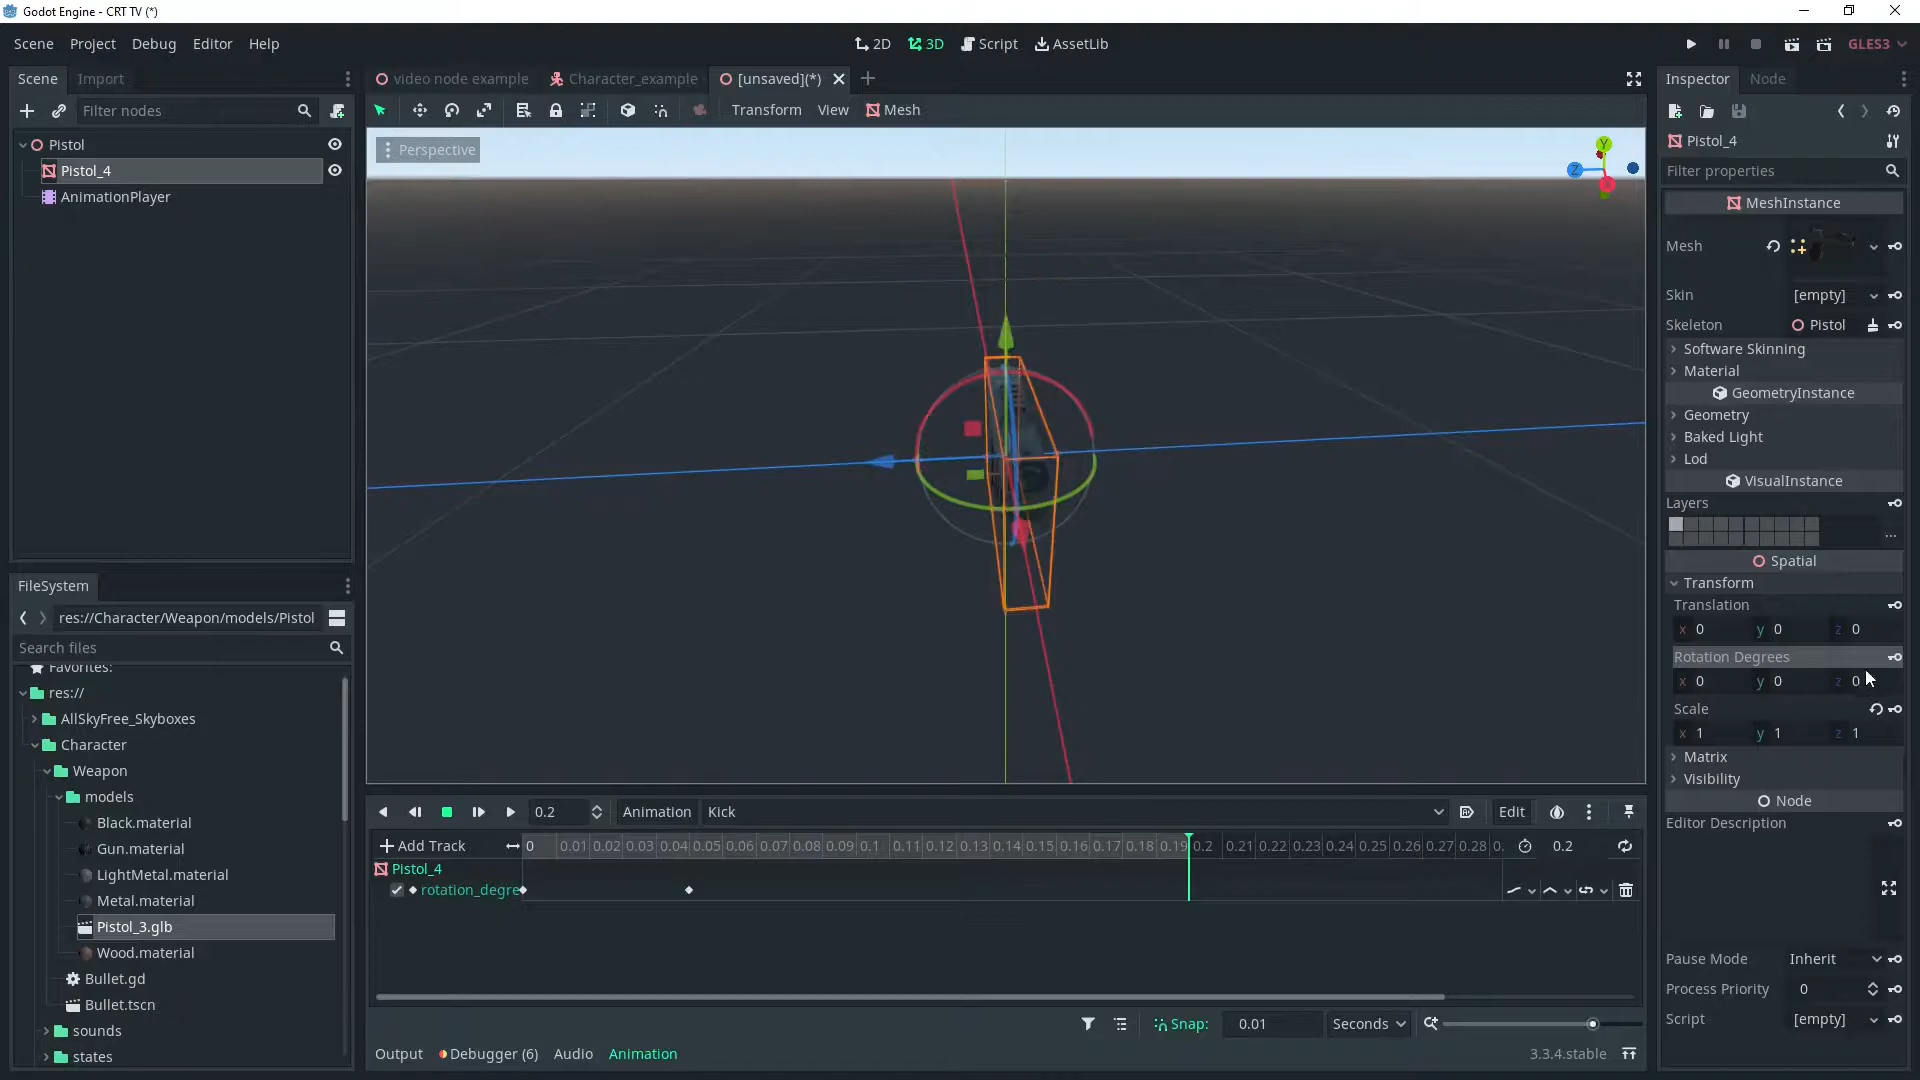 Godot Engine - CRT TV (*)
Scene Project Debug Editor Help
2D 3D Script AssetLib
GLES3
Scene Import
Filter nodes
Pistol
Pistol_4
AnimationPlayer
FileSystem
res://Character/Weapon/models/Pistol
Search files
Favorites:
res://
AllSkyFree_Skyboxes
Character
Weapon
models
Black.material
Gun.material
LightMetal.material
Metal.material
Pistol_3.glb
Wood.material
Bullet.gd
Bullet.tscn
sounds
states
video node example Character_example [unsaved](*)
Transform View Mesh
Perspective
Y
Z
X
0.2 Animation Kick Edit
Add Track 0 0.01 0.02 0.03 0.04 0.05 0.06 0.07 0.08 0.09 0.1 0.11 0.12 0.13 0.14 0.15 0.16 0.17 0.18 0.19 0.2 0.21 0.22 0.23 0.24 0.25 0.26 0.27 0.28 0. 0.2
Pistol_4
rotation_degre
Snap: 0.01 Seconds
Output Debugger (6) Audio Animation 3.3.4.stable
Inspector Node
Pistol_4
Filter properties
MeshInstance
Mesh
Skin [empty]
Skeleton Pistol
Software Skinning
Material
GeometryInstance
Geometry
Baked Light
Lod
VisualInstance
Layers
...
Spatial
Transform
Translation
x 0 y 0 z 0
Rotation Degrees
x 0 y 0 z 0
Scale
x 1 y 1 z 1
Matrix
Visibility
Node
Editor Description
Pause Mode Inherit
Process Priority 0
Script [empty]